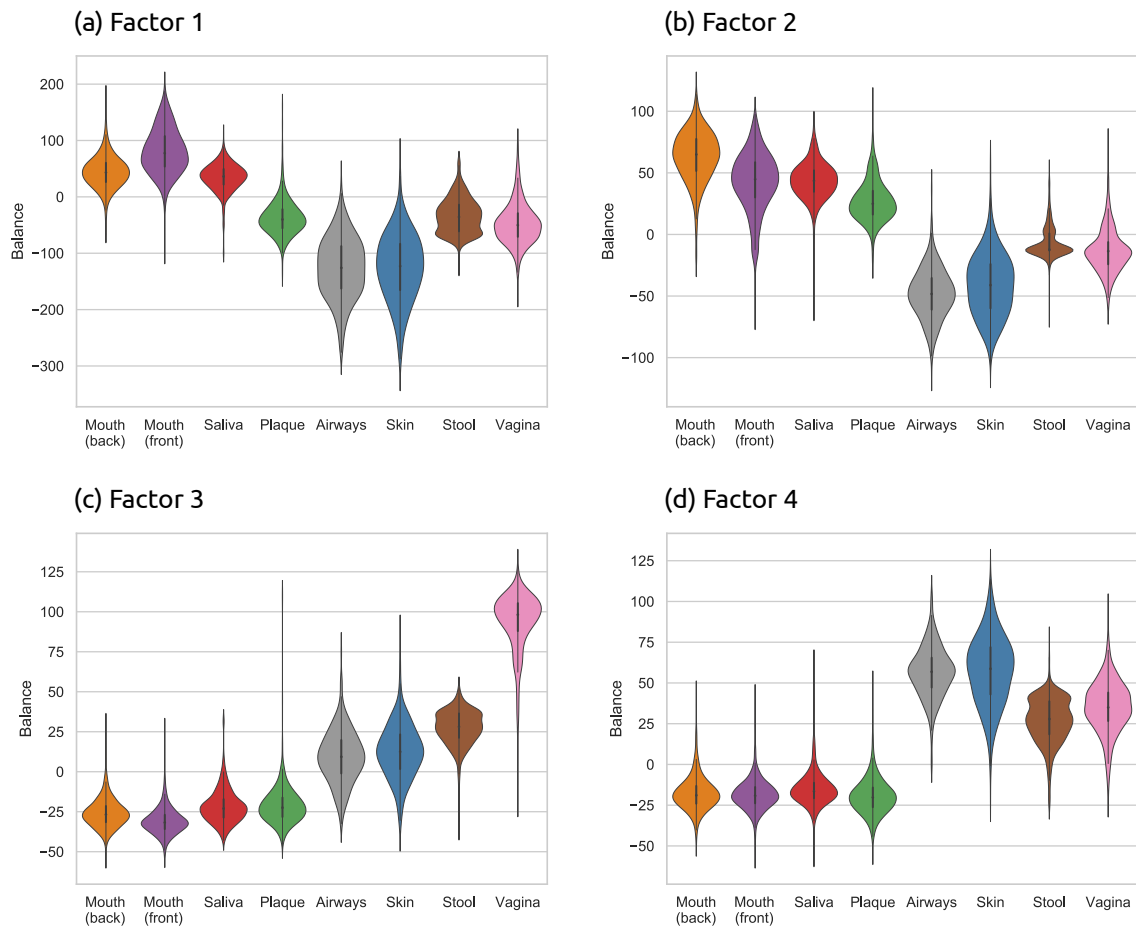 (a) Factor 1
200
100
0
−100
−200
−300
Balance
Mouth (back)
Mouth (front)
Saliva
Plaque
Airways
Skin
Stool
Vagina
(b) Factor 2
100
50
0
−50
−100
Balance
Mouth (back)
Mouth (front)
Saliva
Plaque
Airways
Skin
Stool
Vagina
(c) Factor 3
125
100
75
50
25
0
−25
−50
Balance
Mouth (back)
Mouth (front)
Saliva
Plaque
Airways
Skin
Stool
Vagina
(d) Factor 4
125
100
75
50
25
0
−25
−50
Balance
Mouth (back)
Mouth (front)
Saliva
Plaque
Airways
Skin
Stool
Vagina